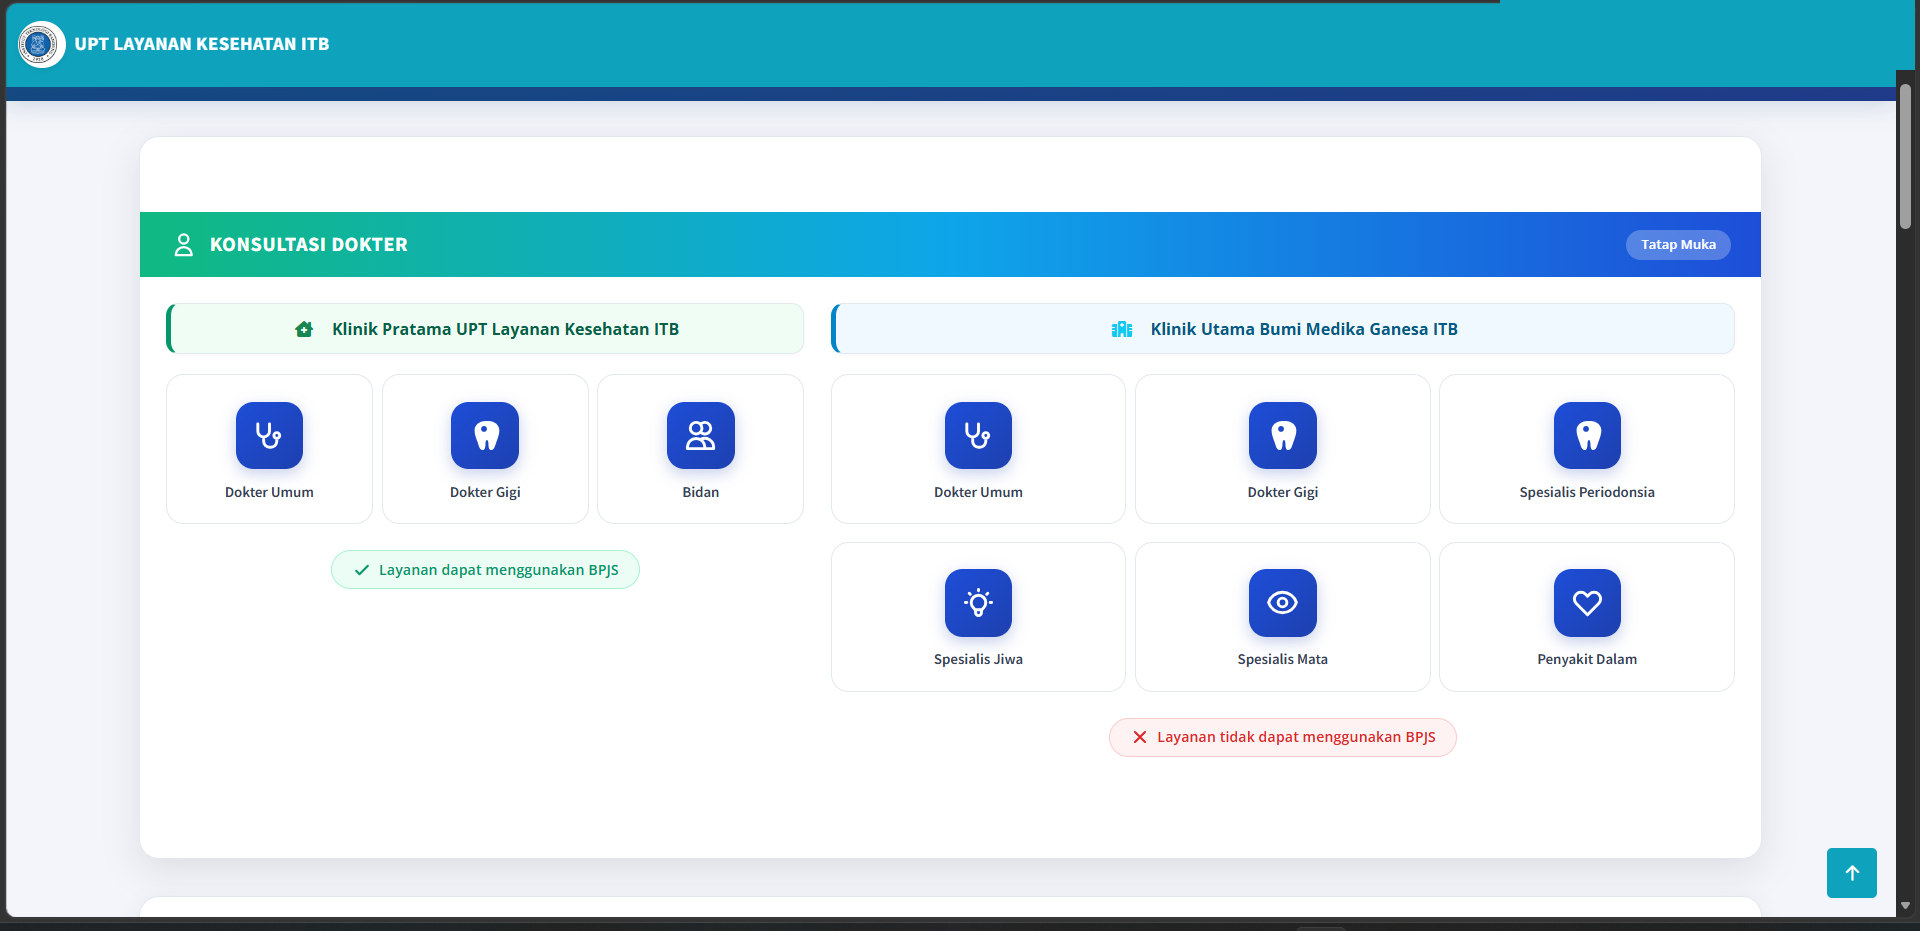 UPT LAYANAN KESEHATAN ITB
KONSULTASI DOKTER
Tatap Muka
Klinik Pratama UPT Layanan Kesehatan ITB
Dokter Umum
Dokter Gigi
Bidan
Layanan dapat menggunakan BPJS
Klinik Utama Bumi Medika Ganesa ITB
Dokter Umum
Dokter Gigi
Spesialis Periodonsia
Spesialis Jiwa
Spesialis Mata
Penyakit Dalam
Layanan tidak dapat menggunakan BPJS